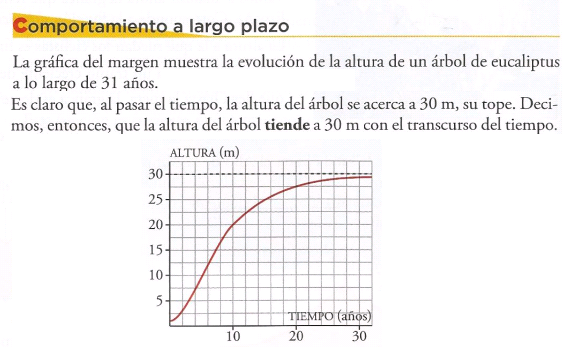 Comportamiento a largo plazo
La gráfica del margen muestra la evolución de la altura de un árbol de eucaliptus
a lo largo de 31 años.
Es claro que, al pasar el tiempo, la altura del árbol se acerca a 30 m, su tope. Deci-
mos, entonces, que la altura del árbol tiende a 30 m con el transcurso del tiempo.
ALTURA (m)
30
25
20
15
10
5
TIEMPO (años)
10 20 30